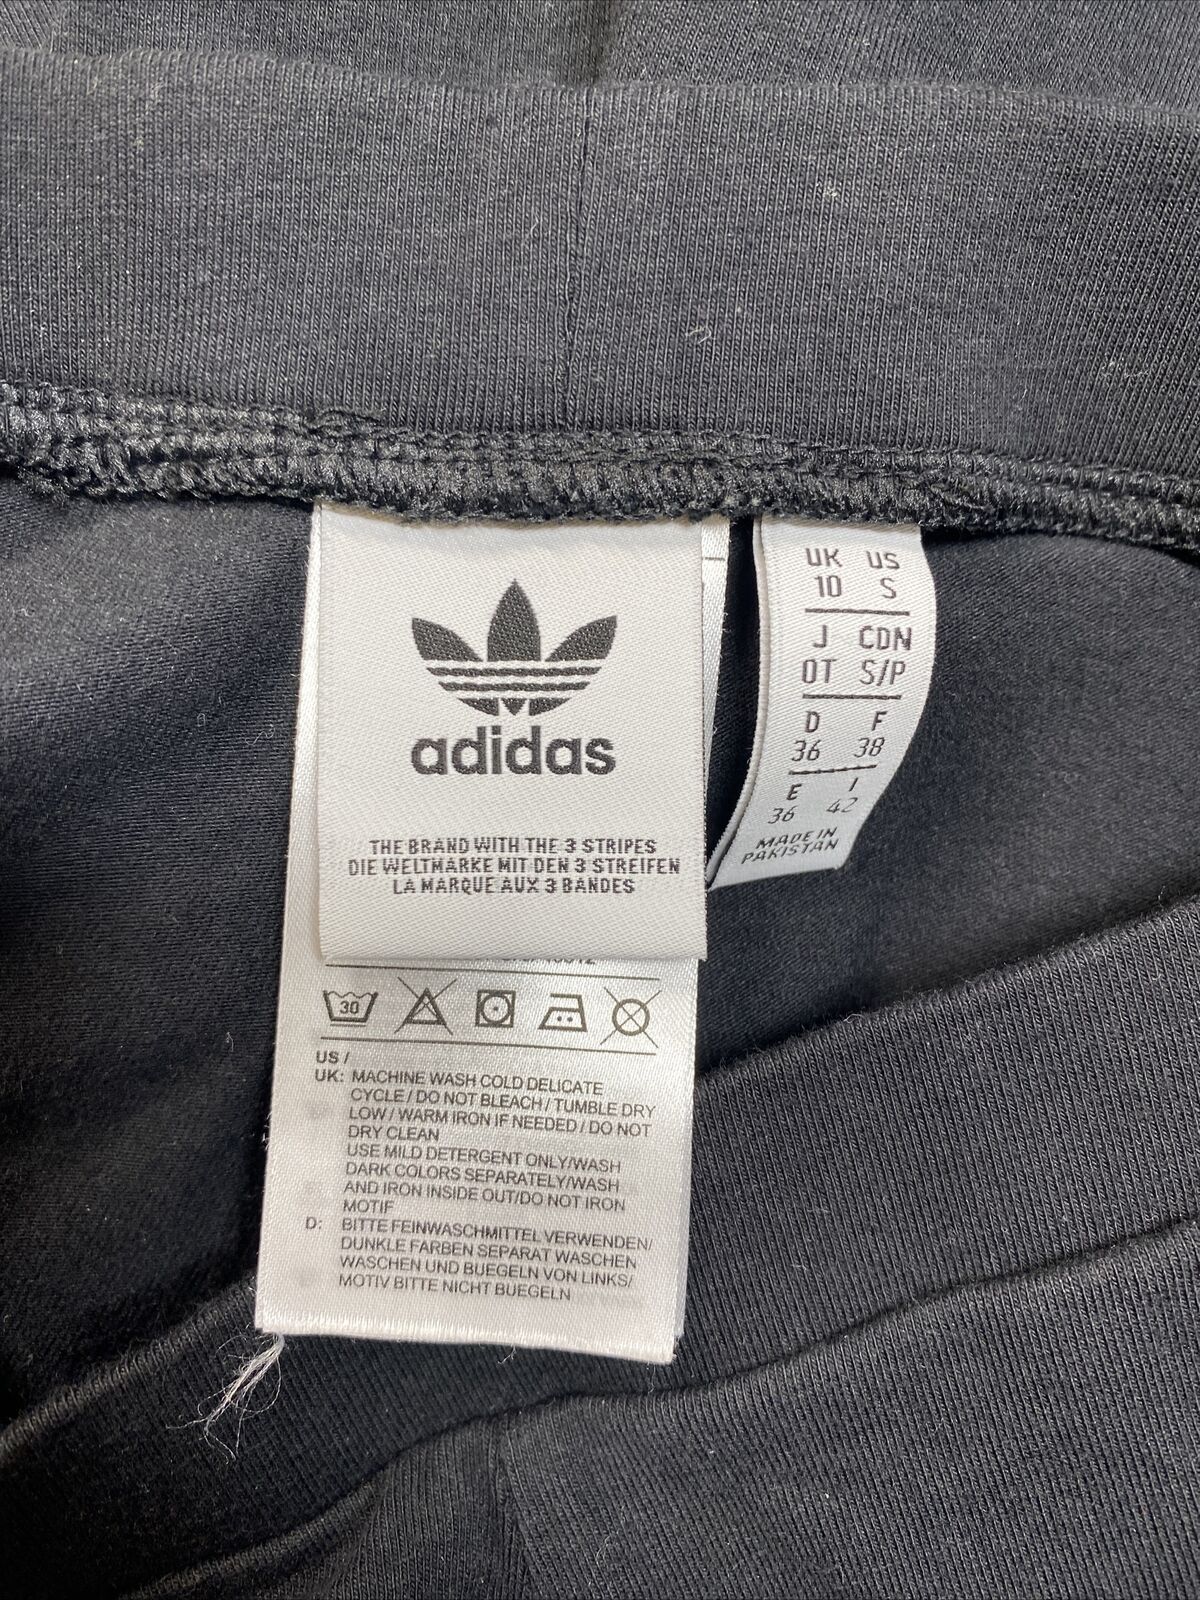 adidas
THE BRAND WITH THE 3 STRIPES
DIE WELTMARKE MIT DEN 3 STREIFEN
LA MARQUE AUX 3 BANDES
UK US
10 S
J CDN
OT S/P
D F
36 38
E I
36 42
MADE IN
PAKISTAN
30
US /
UK: MACHINE WASH COLD DELICATE
CYCLE / DO NOT BLEACH / TUMBLE DRY
LOW / WARM IRON IF NEEDED / DO NOT
DRY CLEAN
USE MILD DETERGENT ONLY/WASH
DARK COLORS SEPARATELY/WASH
AND IRON INSIDE OUT/DO NOT IRON
MOTIF
D: BITTE FEINWASCHMITTEL VERWENDEN/
DUNKLE FARBEN SEPARAT WASCHEN
WASCHEN UND BUEGELN VON LINKS/
MOTIV BITTE NICHT BUEGELN